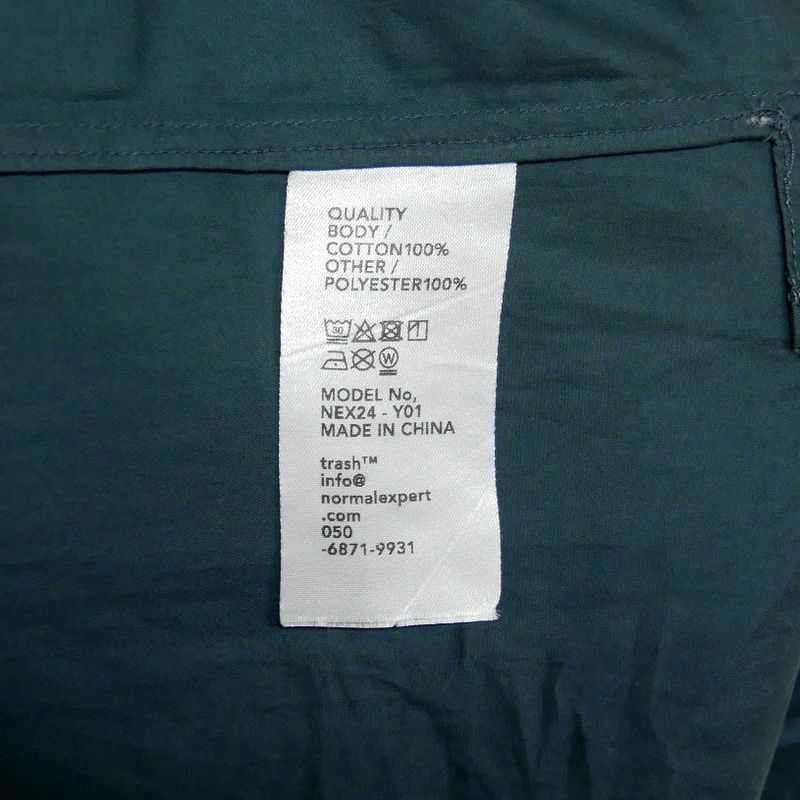 QUALITY
BODY /
COTTON100%
OTHER /
POLYESTER100%
30
W
MODEL No,
NEX24 - Y01
MADE IN CHINA
trash™
info@
normalexpert
.com
050
-6871-9931